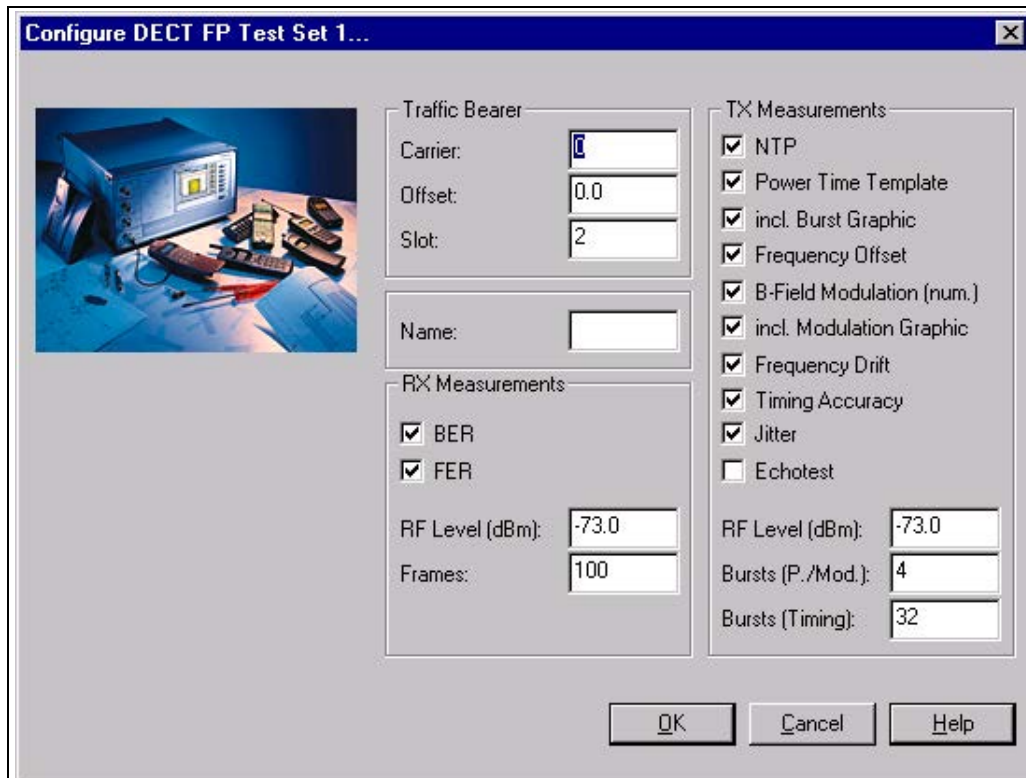 Configure DECT FP Test Set 1...
Traffic Bearer
Carrier: 0
Offset: 0.0
Slot: 2
Name:
RX Measurements
BER
FER
RF Level (dBm): -73.0
Frames: 100
TX Measurements
NTP
Power Time Template
incl. Burst Graphic
Frequency Offset
B-Field Modulation (num.)
incl. Modulation Graphic
Frequency Drift
Timing Accuracy
Jitter
Echotest
RF Level (dBm): -73.0
Bursts (P./Mod.): 4
Bursts (Timing): 32
OK
Cancel
Help